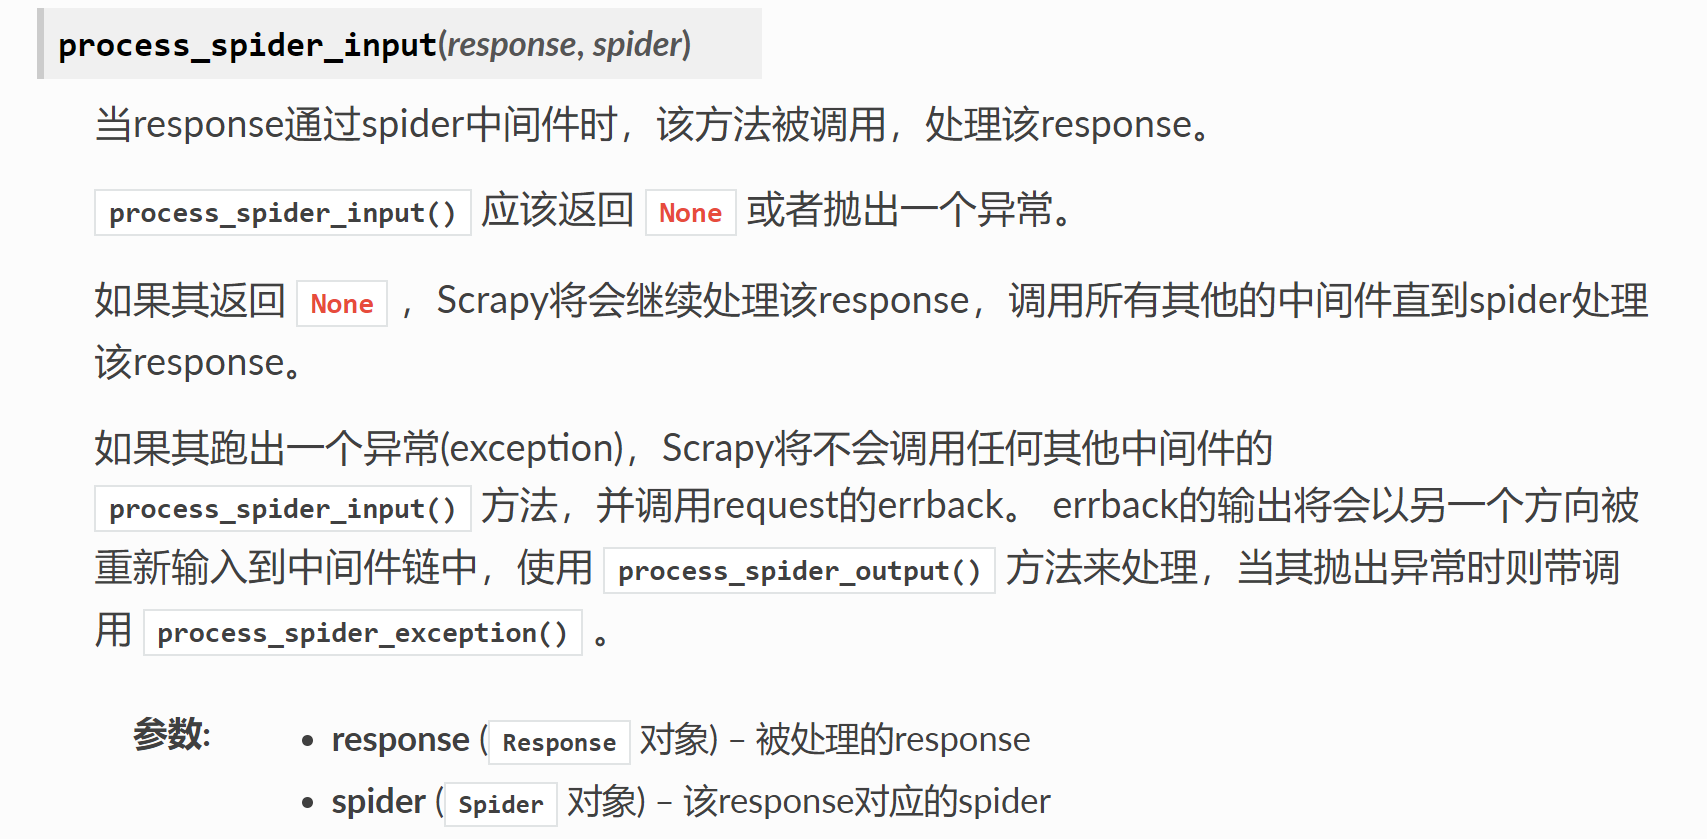 process_spider_input(response, spider)
当response通过spider中间件时，该方法被调用，处理该response。
process_spider_input() 应该返回 None 或者抛出一个异常。
如果其返回 None ，Scrapy将会继续处理该response，调用所有其他的中间件直到spider处理
该response。
如果其跑出一个异常(exception)，Scrapy将不会调用任何其他中间件的
process_spider_input() 方法，并调用request的errback。 errback的输出将会以另一个方向被
重新输入到中间件链中，使用 process_spider_output() 方法来处理，当其抛出异常时则带调
用 process_spider_exception() 。
参数: • response (Response 对象) – 被处理的response
• spider (Spider 对象) – 该response对应的spider